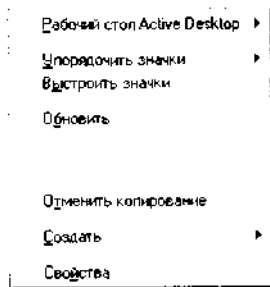 Рабочий стол Active Desktop
Упорядочить значки
Выстроить значки
Обновить
Отменить копирование
Создать
Свойства